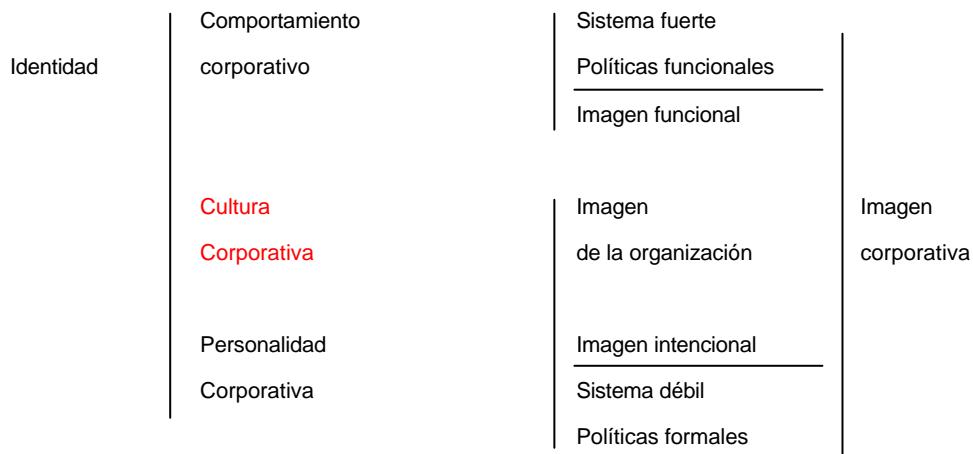 Comportamiento
Sistema fuerte
Identidad
corporativo
Políticas funcionales
Imagen funcional
Cultura
Imagen
Imagen
Corporativa
de la organización
corporativa
Personalidad
Imagen intencional
Corporativa
Sistema débil
Políticas formales